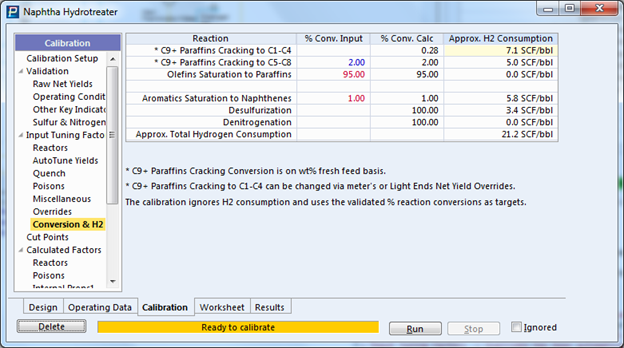 Naphtha Hydrotreater
Calibration
Calibration Setup
Validation
Raw Net Yields
Operating Condit
Other Key Indicato
Sulfur & Nitrogen
Input Tuning Facto
Reactors
AutoTune Yields
Quench
Poisons
Miscellaneous
Overrides
Conversion & H2
Cut Points
Calculated Factors
Reactors
Poisons
Internal Props1
Reaction % Conv. Input % Conv. Calc Approx. H2 Consumption
* C9+ Paraffins Cracking to C1-C4 0.28 7.1 SCF/bbl
* C9+ Paraffins Cracking to C5-C8 2.00 2.00 5.0 SCF/bbl
Olefins Saturation to Paraffins 95.00 95.00 0.0 SCF/bbl
Aromatics Saturation to Naphthenes 1.00 1.00 5.8 SCF/bbl
Desulfurization 100.00 3.4 SCF/bbl
Denitrogenation 100.00 0.0 SCF/bbl
Approx. Total Hydrogen Consumption 21.2 SCF/bbl
* C9+ Paraffins Cracking Conversion is on wt% fresh feed basis.
* C9+ Paraffins Cracking to C1-C4 can be changed via meter's or Light Ends Net Yield Overrides.
The calibration ignores H2 consumption and uses the validated % reaction conversions as targets.
Design Operating Data Calibration Worksheet Results
Delete Ready to calibrate Run Stop Ignored